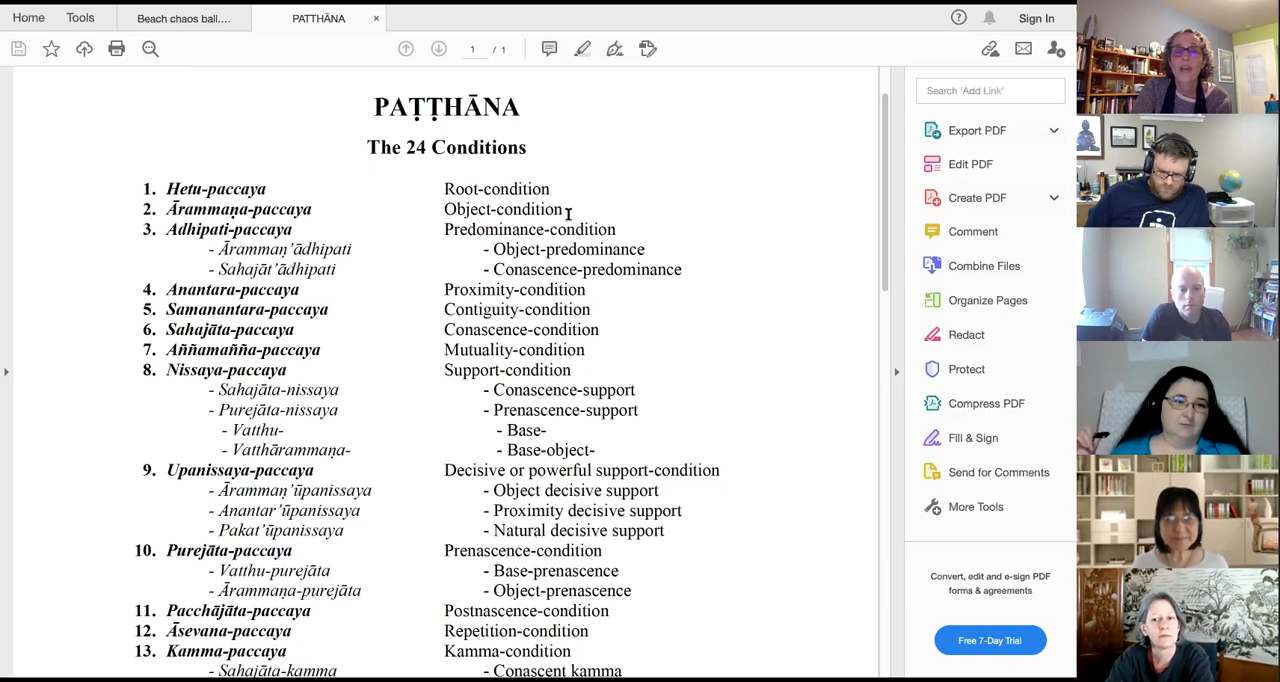 Home Tools Beach chaos ball.... PATTHĀNA ×
? Sign In
1 / 1
Search 'Add Link'
PAṬṬHĀNA
The 24 Conditions
1. Hetu-paccaya Root-condition
2. Ārammaṇa-paccaya Object-condition
3. Adhipati-paccaya Predominance-condition
- Ārammaṇ’ādhipati - Object-predominance
- Sahajāt’ādhipati - Conascence-predominance
4. Anantara-paccaya Proximity-condition
5. Samanantara-paccaya Contiguity-condition
6. Sahajāta-paccaya Conascence-condition
7. Aññamañña-paccaya Mutuality-condition
8. Nissaya-paccaya Support-condition
- Sahajāta-nissaya - Conascence-support
- Purejāta-nissaya - Prenascence-support
- Vatthu- - Base-
- Vatthārammaṇa- - Base-object-
9. Upanissaya-paccaya Decisive or powerful support-condition
- Ārammaṇ’ūpanissaya - Object decisive support
- Anantar’ūpanissaya - Proximity decisive support
- Pakat’ūpanissaya - Natural decisive support
10. Purejāta-paccaya Prenascence-condition
- Vatthu-purejāta - Base-prenascence
- Ārammaṇa-purejāta - Object-prenascence
11. Pacchājāta-paccaya Postnascence-condition
12. Āsevana-paccaya Repetition-condition
13. Kamma-paccaya Kamma-condition
- Sahajāta-kamma - Conascent kamma
Export PDF
Edit PDF
Create PDF
Comment
Combine Files
Organize Pages
Redact
Protect
Compress PDF
Fill & Sign
Send for Comments
More Tools
Convert, edit and e-sign PDF
forms & agreements
Free 7-Day Trial